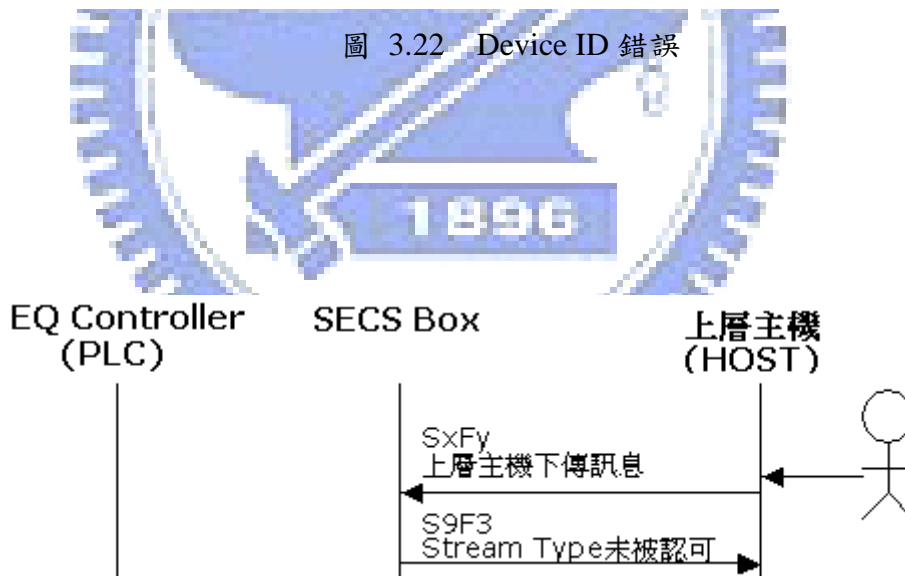 圖 3.22 Device ID 錯誤
1896
EQ Controller
(PLC)
SECS Box
上層主機
(HOST)
SxFy
上層主機下傳訊息
S9F3
Stream Type未被認可